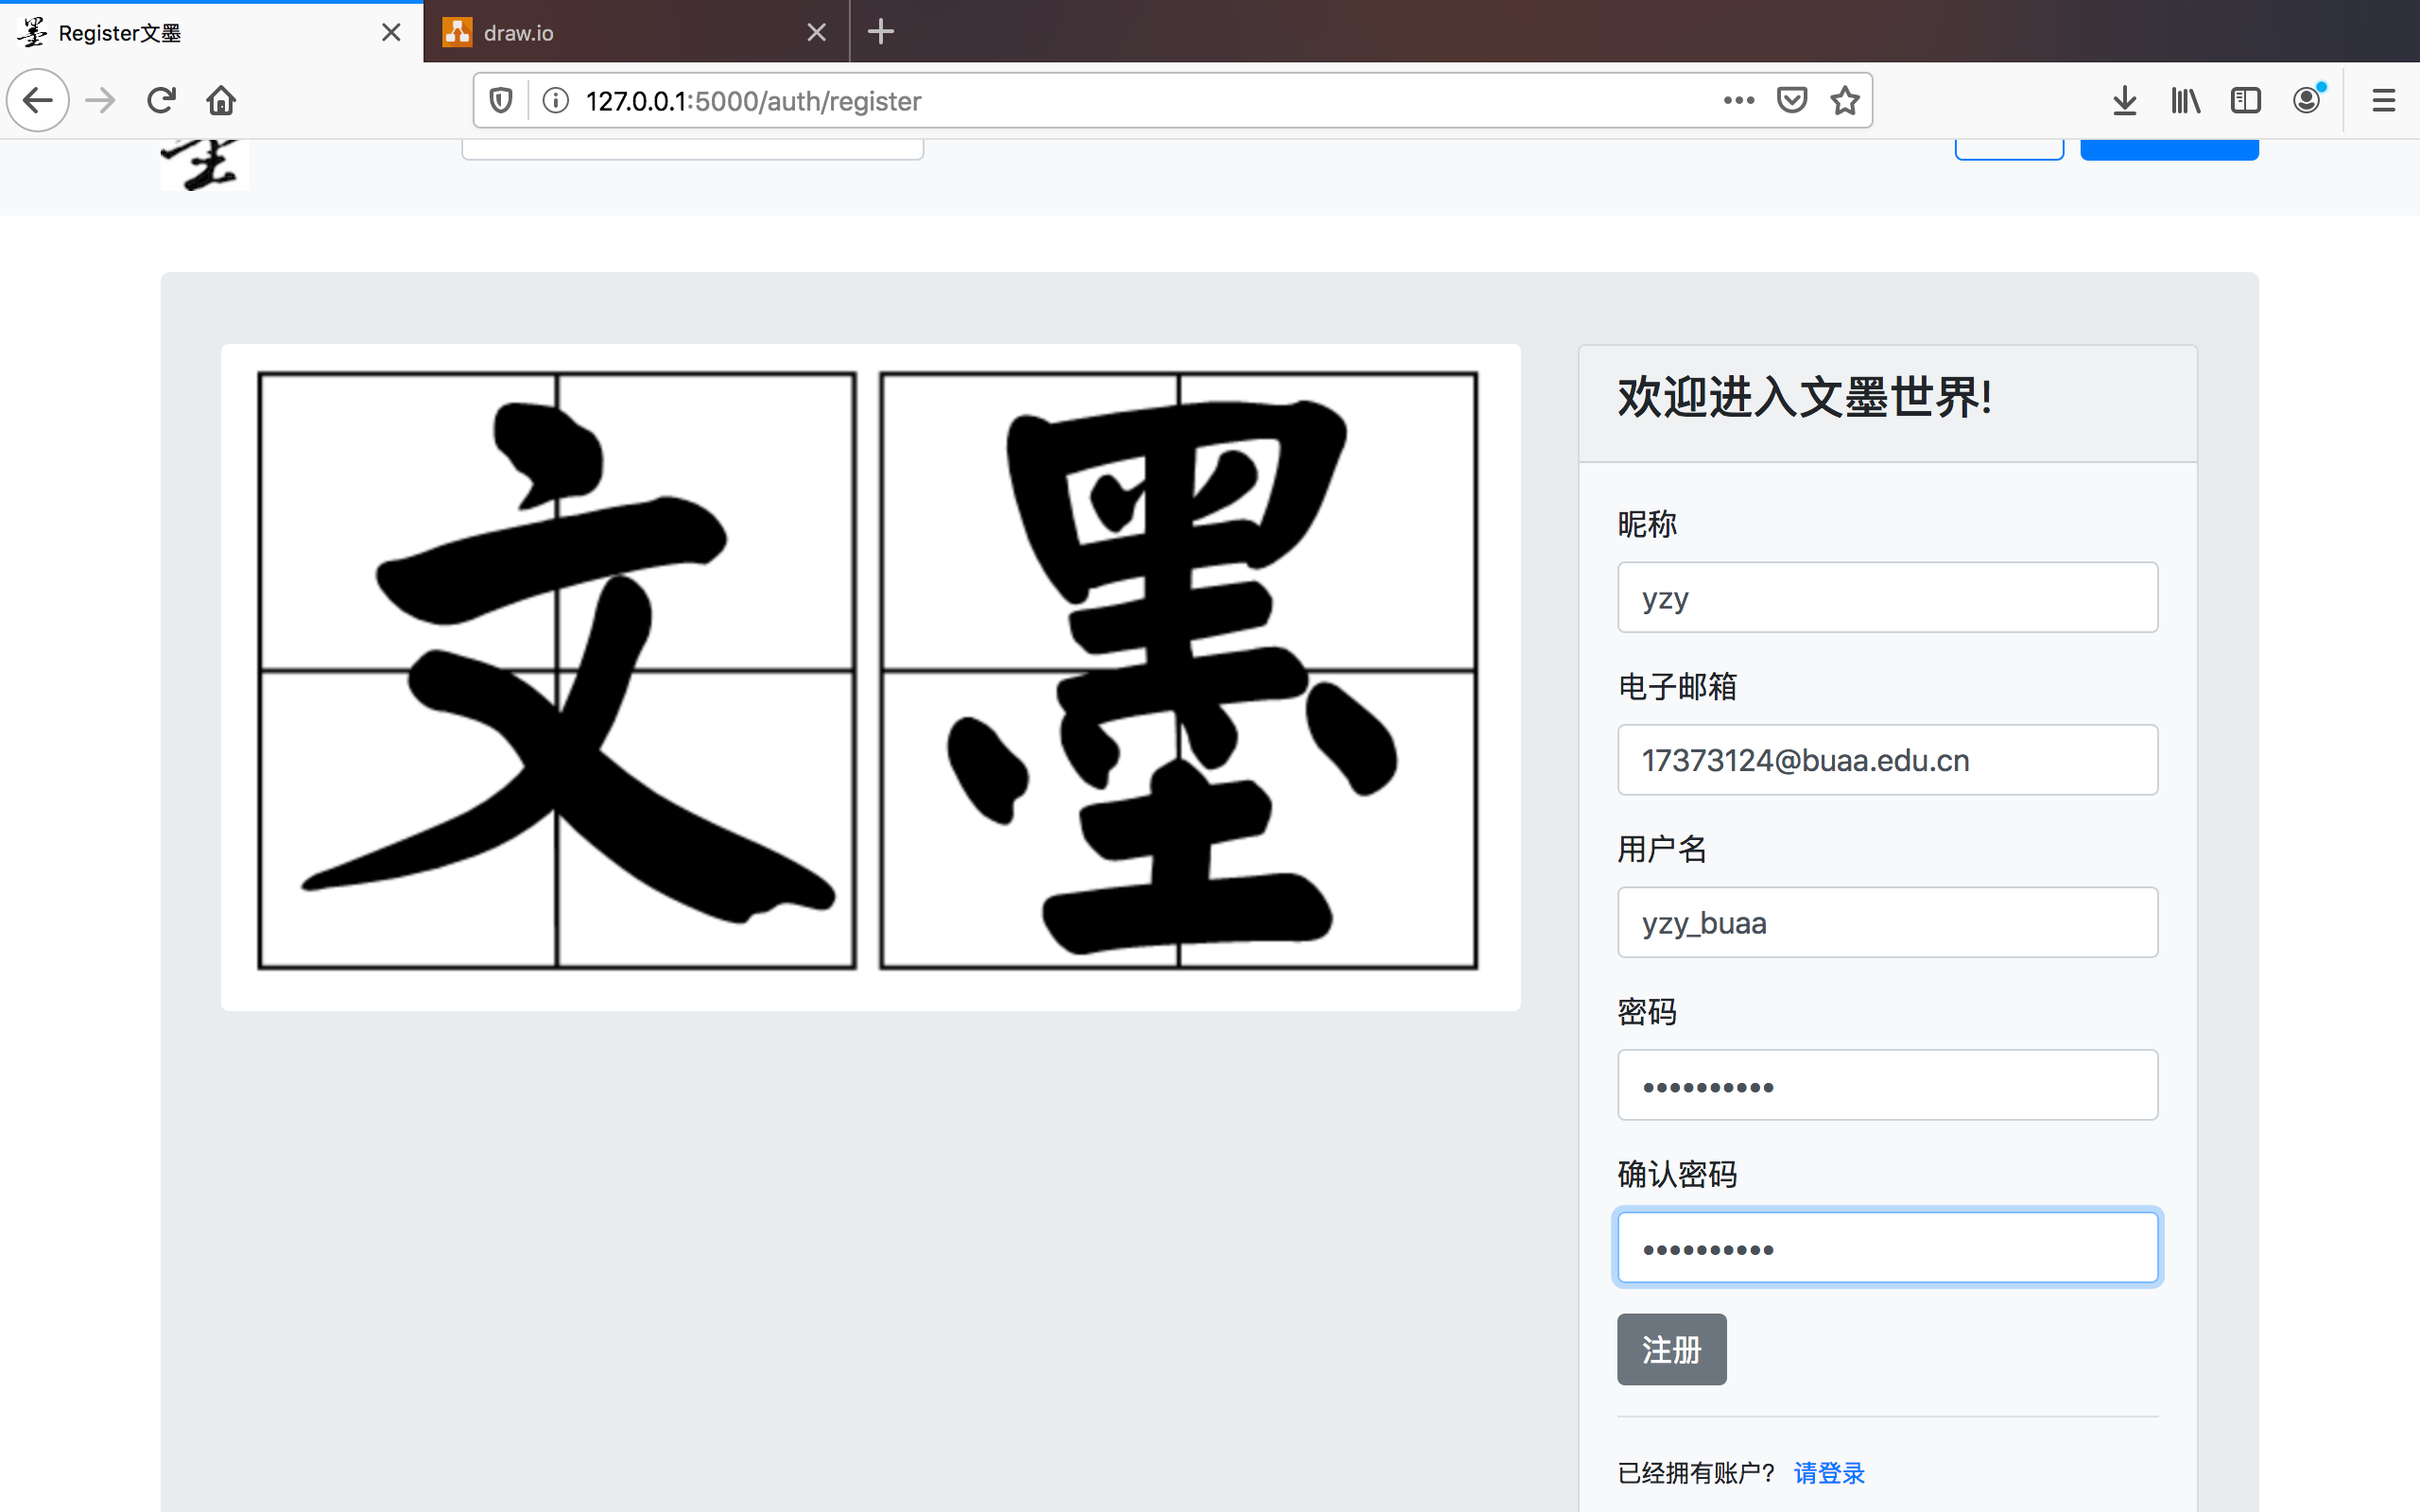 Register文墨
draw.io
127.0.0.1:5000/auth/register
文墨
欢迎进入文墨世界!
昵称
yzy
电子邮箱
17373124@buaa.edu.cn
用户名
yzy_buaa
密码
••••••••••
确认密码
••••••••••
注册
已经拥有账户? 请登录